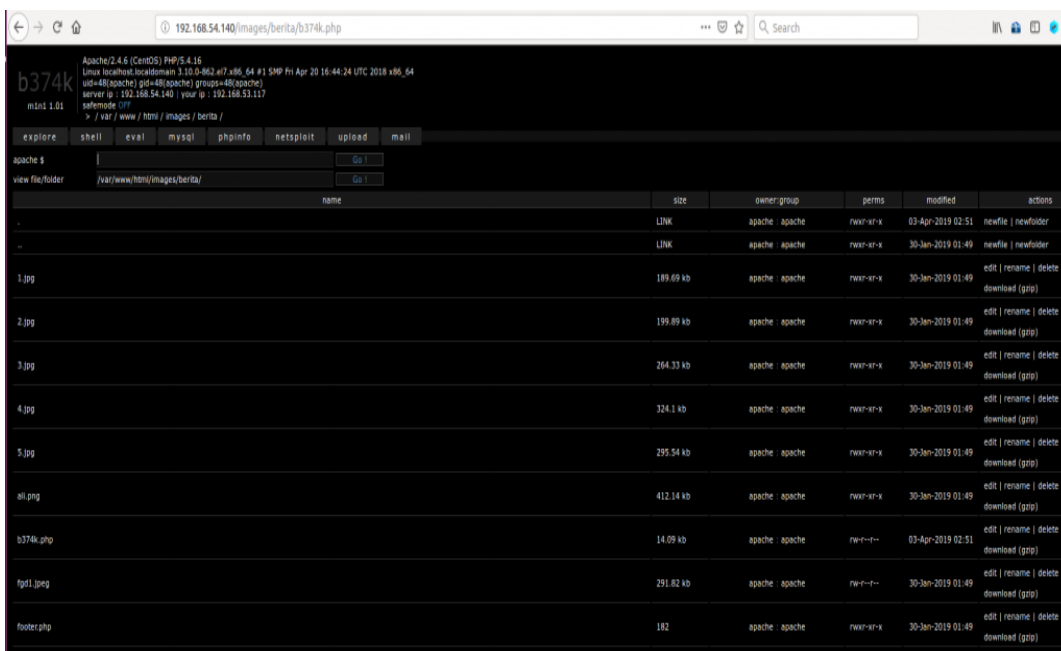 192.168.54.140/images/berita/b374k.php
Search
b374k
m1n1 1.01
Apache/2.4.6 (CentOS) PHP/5.4.16
Linux localhost.localdomain 3.10.0-862.el7.x86_64 #1 SMP Fri Apr 20 16:44:24 UTC 2018 x86_64
uid=48(apache) gid=48(apache) groups=48(apache)
server ip : 192.168.54.140 | your ip : 192.168.53.117
safemode OFF
> / var / www / html / images / berita /
explore shell eval mysql phpinfo netsploit upload mail
apache $ Go !
view file/folder /var/www/html/images/berita/ Go !
name size owner:group perms modified actions
. LINK apache : apache rwxr-xr-x 03-Apr-2019 02:51 newfile | newfolder
.. LINK apache : apache rwxr-xr-x 30-Jan-2019 01:49 newfile | newfolder
1.jpg 189.69 kb apache : apache rwxr-xr-x 30-Jan-2019 01:49 edit | rename | delete
download (gzip)
2.jpg 199.89 kb apache : apache rwxr-xr-x 30-Jan-2019 01:49 edit | rename | delete
download (gzip)
3.jpg 264.33 kb apache : apache rwxr-xr-x 30-Jan-2019 01:49 edit | rename | delete
download (gzip)
4.jpg 324.1 kb apache : apache rwxr-xr-x 30-Jan-2019 01:49 edit | rename | delete
download (gzip)
5.jpg 295.54 kb apache : apache rwxr-xr-x 30-Jan-2019 01:49 edit | rename | delete
download (gzip)
ali.png 412.14 kb apache : apache rwxr-xr-x 30-Jan-2019 01:49 edit | rename | delete
download (gzip)
b374k.php 14.09 kb apache : apache rw-r--r-- 03-Apr-2019 02:51 edit | rename | delete
download (gzip)
fgd1.jpeg 291.82 kb apache : apache rw-r--r-- 30-Jan-2019 01:49 edit | rename | delete
download (gzip)
footer.php 182 apache : apache rwxr-xr-x 30-Jan-2019 01:49 edit | rename | delete
download (gzip)